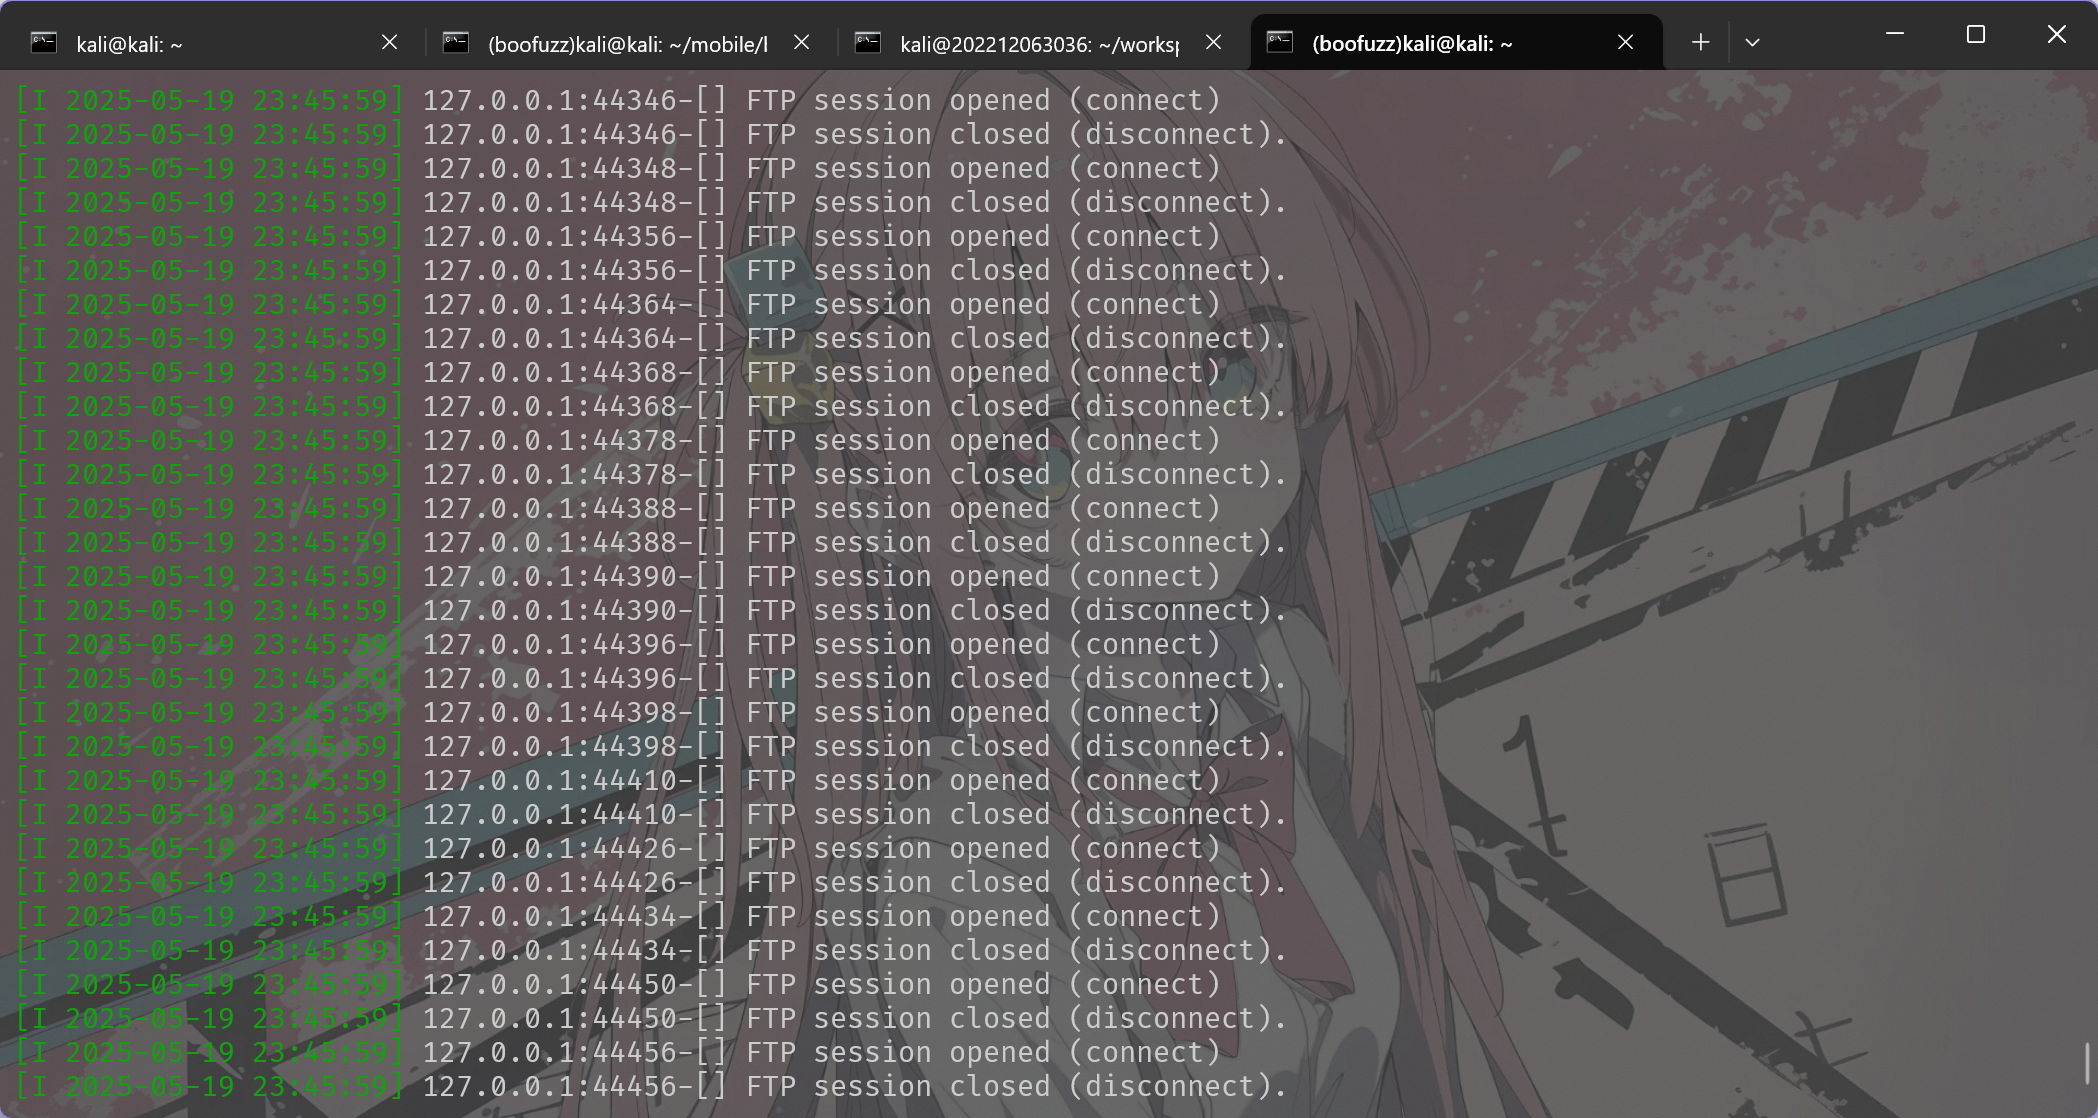 kali@kali: ~
(boofuzz)kali@kali: ~/mobile/l
kali@202212063036: ~/worksp
(boofuzz)kali@kali: ~
[I 2025-05-19 23:45:59] 127.0.0.1:44346-[] FTP session opened (connect)
[I 2025-05-19 23:45:59] 127.0.0.1:44346-[] FTP session closed (disconnect).
[I 2025-05-19 23:45:59] 127.0.0.1:44348-[] FTP session opened (connect)
[I 2025-05-19 23:45:59] 127.0.0.1:44348-[] FTP session closed (disconnect).
[I 2025-05-19 23:45:59] 127.0.0.1:44356-[] FTP session opened (connect)
[I 2025-05-19 23:45:59] 127.0.0.1:44356-[] FTP session closed (disconnect).
[I 2025-05-19 23:45:59] 127.0.0.1:44364-[] FTP session opened (connect)
[I 2025-05-19 23:45:59] 127.0.0.1:44364-[] FTP session closed (disconnect).
[I 2025-05-19 23:45:59] 127.0.0.1:44368-[] FTP session opened (connect)
[I 2025-05-19 23:45:59] 127.0.0.1:44368-[] FTP session closed (disconnect).
[I 2025-05-19 23:45:59] 127.0.0.1:44378-[] FTP session opened (connect)
[I 2025-05-19 23:45:59] 127.0.0.1:44378-[] FTP session closed (disconnect).
[I 2025-05-19 23:45:59] 127.0.0.1:44388-[] FTP session opened (connect)
[I 2025-05-19 23:45:59] 127.0.0.1:44388-[] FTP session closed (disconnect).
[I 2025-05-19 23:45:59] 127.0.0.1:44390-[] FTP session opened (connect)
[I 2025-05-19 23:45:59] 127.0.0.1:44390-[] FTP session closed (disconnect).
[I 2025-05-19 23:45:59] 127.0.0.1:44396-[] FTP session opened (connect)
[I 2025-05-19 23:45:59] 127.0.0.1:44396-[] FTP session closed (disconnect).
[I 2025-05-19 23:45:59] 127.0.0.1:44398-[] FTP session opened (connect)
[I 2025-05-19 23:45:59] 127.0.0.1:44398-[] FTP session closed (disconnect).
[I 2025-05-19 23:45:59] 127.0.0.1:44410-[] FTP session opened (connect)
[I 2025-05-19 23:45:59] 127.0.0.1:44410-[] FTP session closed (disconnect).
[I 2025-05-19 23:45:59] 127.0.0.1:44426-[] FTP session opened (connect)
[I 2025-05-19 23:45:59] 127.0.0.1:44426-[] FTP session closed (disconnect).
[I 2025-05-19 23:45:59] 127.0.0.1:44434-[] FTP session opened (connect)
[I 2025-05-19 23:45:59] 127.0.0.1:44434-[] FTP session closed (disconnect).
[I 2025-05-19 23:45:59] 127.0.0.1:44450-[] FTP session opened (connect)
[I 2025-05-19 23:45:59] 127.0.0.1:44450-[] FTP session closed (disconnect).
[I 2025-05-19 23:45:59] 127.0.0.1:44456-[] FTP session opened (connect)
[I 2025-05-19 23:45:59] 127.0.0.1:44456-[] FTP session closed (disconnect).